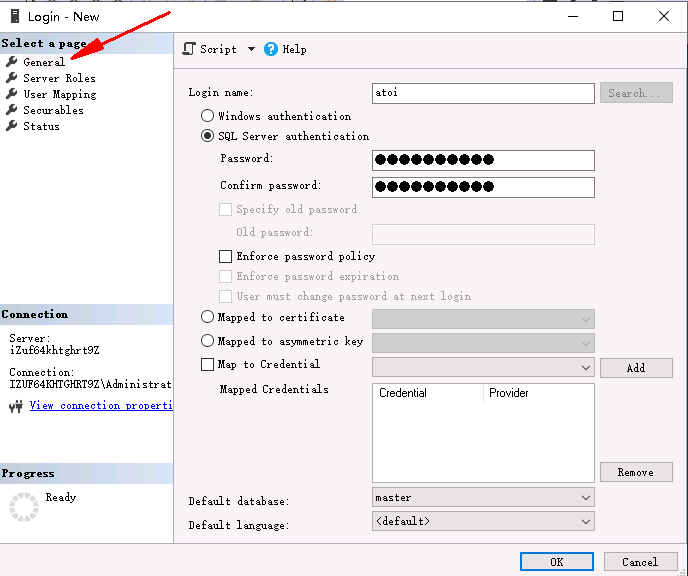 Login - New
Select a page
General
Server Roles
User Mapping
Securables
Status
Connection
Server:
iZuf64khtghrt9Z
Connection:
IZUF64KHTGHRT9Z\Administrat
View connection properti
Progress
Ready
Script
Help
Login name:
atoi
Search...
Windows authentication
SQL Server authentication
Password:
●●●●●●●●●●
Confirm password:
●●●●●●●●●●
Specify old password
Old password:
Enforce password policy
Enforce password expiration
User must change password at next login
Mapped to certificate
Mapped to asymmetric key
Map to Credential
Add
Mapped Credentials
Credential Provider
Remove
Default database:
master
Default language:
<default>
OK
Cancel